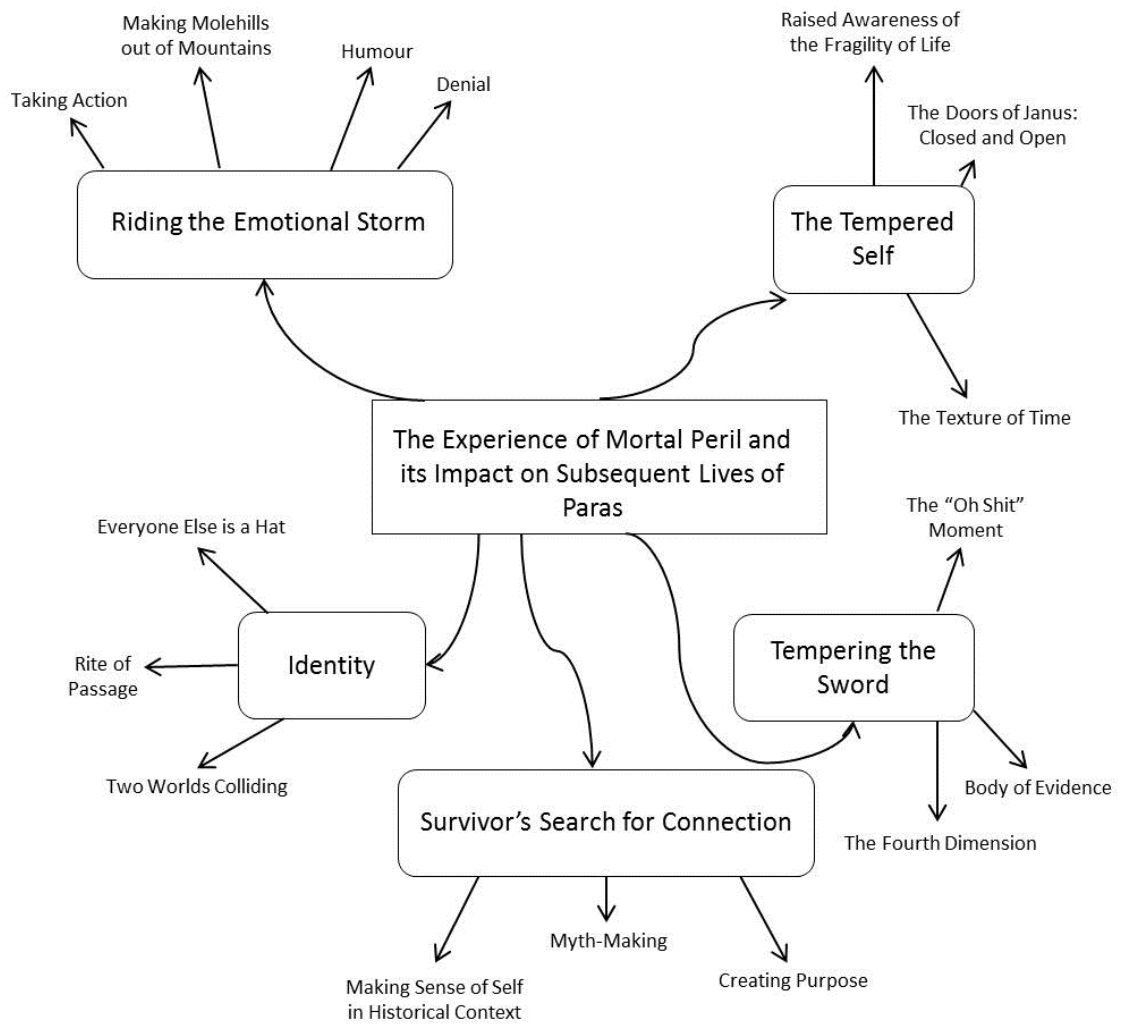 Making Molehills
out of Mountains
Humour
Denial
Taking Action
Riding the Emotional Storm
Raised Awareness of
the Fragility of Life
The Doors of Janus:
Closed and Open
The Tempered
Self
The Texture of Time
The Experience of Mortal Peril and
its Impact on Subsequent Lives of
Paras
Everyone Else is a Hat
Identity
Rite of
Passage
Two Worlds Colliding
The “Oh Shit”
Moment
Tempering the
Sword
Body of Evidence
The Fourth Dimension
Survivor’s Search for Connection
Myth-Making
Creating Purpose
Making Sense of Self
in Historical Context